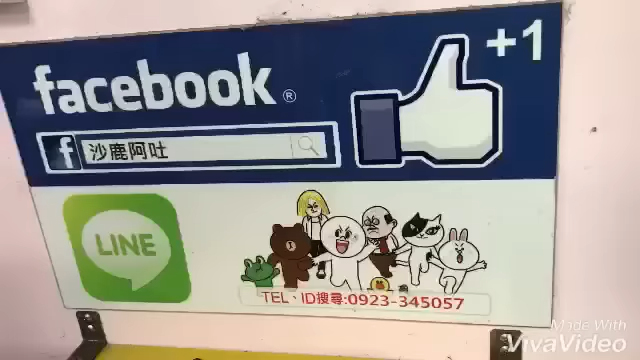 facebook®
+1
f 沙鹿阿吐
LINE
TEL、ID搜尋:0923-345057
Made With
VivaVideo